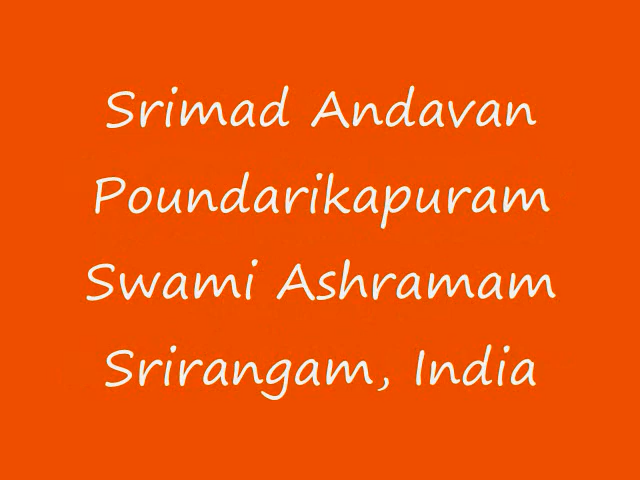 Srimad Andavan
Poundarikapuram
Swami Ashramam
Srirangam, India